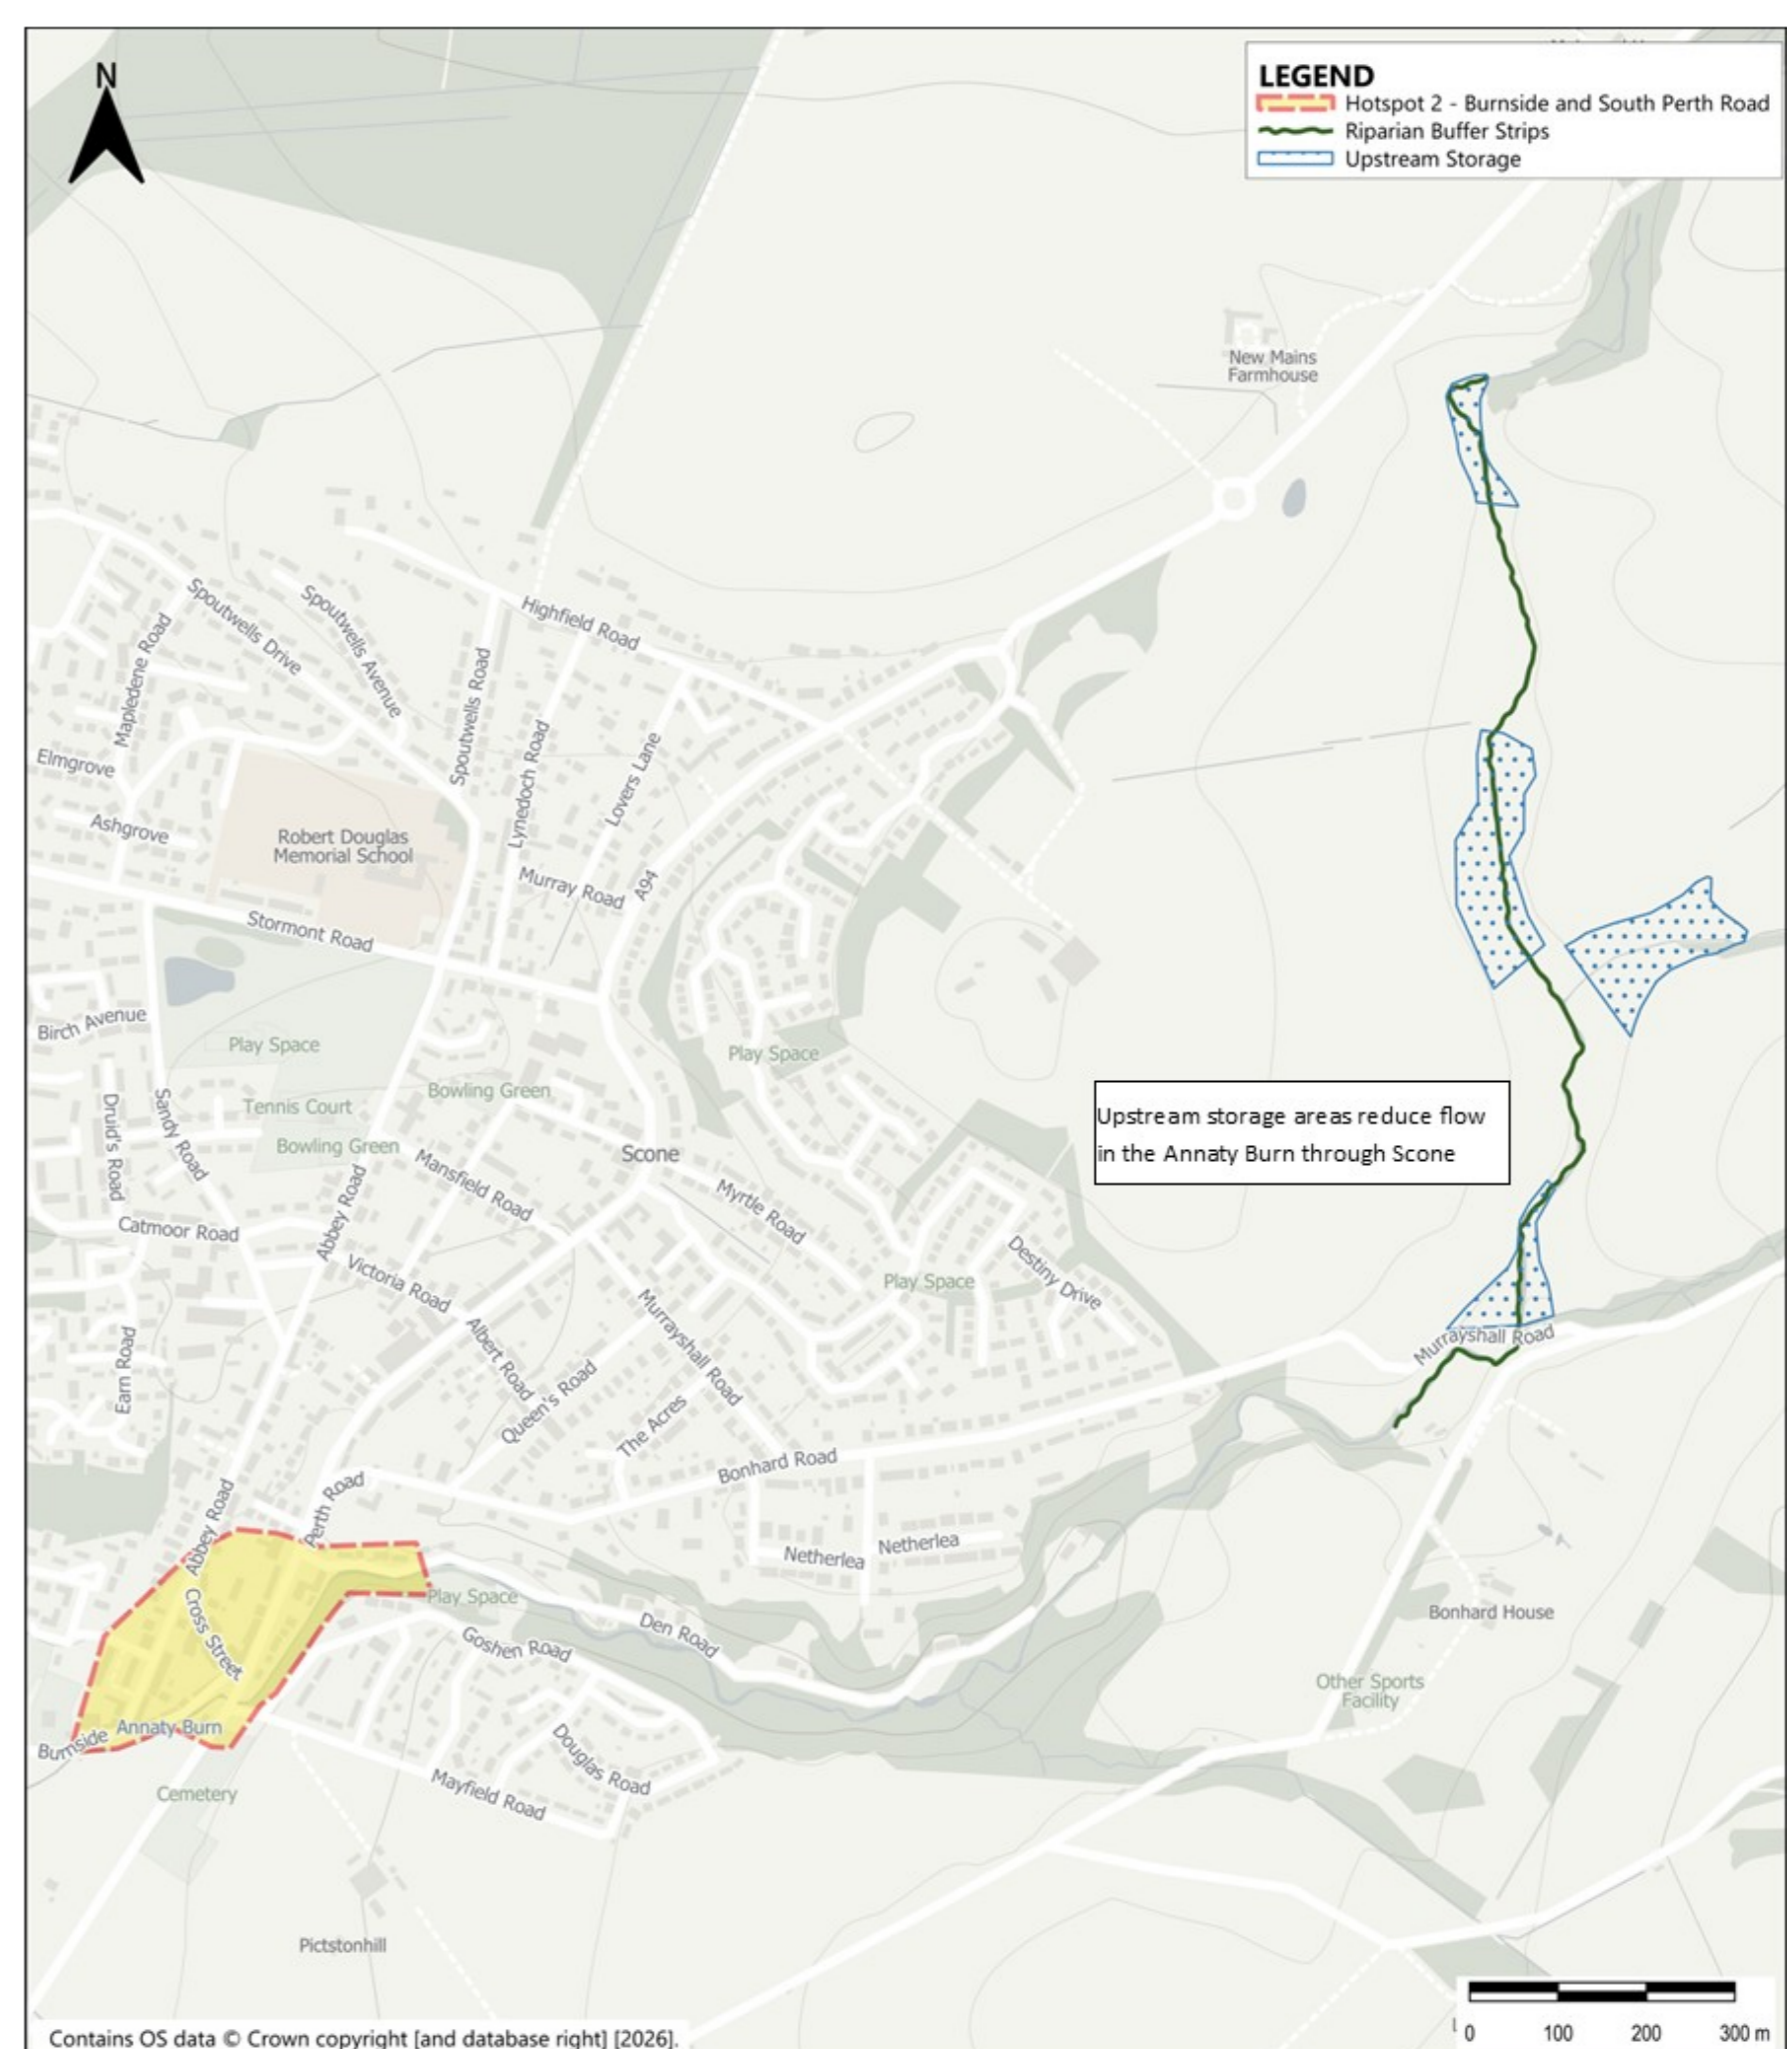 N
LEGEND
Hotspot 2 - Burnside and South Perth Road
Riparian Buffer Strips
Upstream Storage
New Mains
Farmhouse
Highfield Road
Spoutwells Drive
Spoutwells Avenue
Mapledene Road
Spoutwells Road
Lynedoch Road
Lovers Lane
Elmgrove
Ashgrove
Robert Douglas
Memorial School
Murray Road
A94
Stormont Road
Birch Avenue
Play Space
Play Space
Bowling Green
Tennis Court
Bowling Green
Druid's Road
Sandy Road
Upstream storage areas reduce flow
in the Annaty Burn through Scone
Scone
Mansfield Road
Myrtle Road
Abbey Road
Catmoor Road
Victoria Road
Destiny Drive
Play Space
Murrayshall Road
Murrayshall Road
Albert Road
Earn Road
Queen's Road
The Acres
Bonhard Road
Perth Road
Abbey Road
Netherlea
Netherlea
Play Space
Cross Street
Den Road
Goshen Road
Bonhard House
Other Sports
Facility
Annaty Burn
Burnside
Douglas Road
Mayfield Road
Cemetery
Pictstonhill
0 100 200 300 m
Contains OS data © Crown copyright [and database right] [2026].